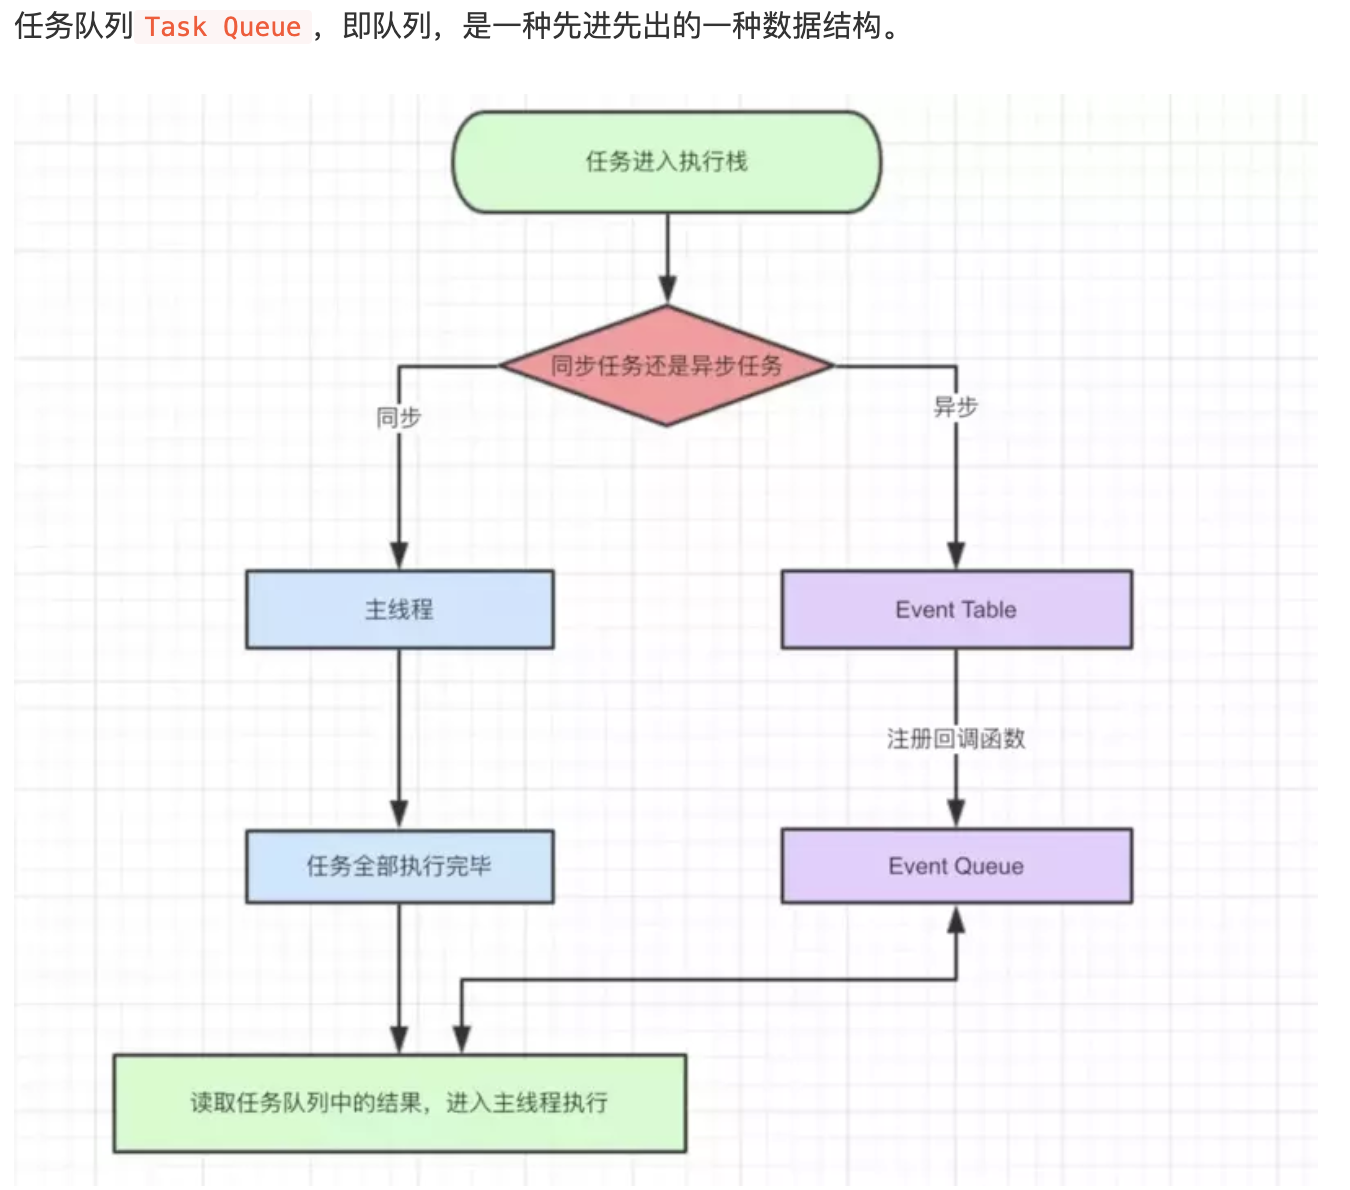 任务队列 Task Queue，即队列，是一种先进先出的一种数据结构。
任务进入执行栈
同步任务还是异步任务
同步
异步
主线程
Event Table
注册回调函数
任务全部执行完毕
Event Queue
读取任务队列中的结果，进入主线程执行